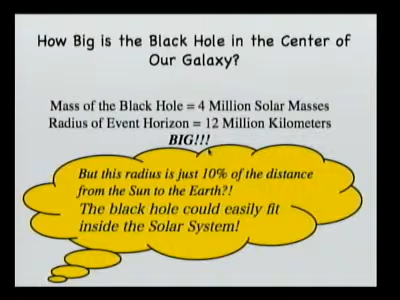 How Big is the Black Hole in the Center of
Our Galaxy?
Mass of the Black Hole = 4 Million Solar Masses
Radius of Event Horizon = 12 Million Kilometers
BIG!!!
But this radius is just 10% of the distance
from the Sun to the Earth?!
The black hole could easily fit
inside the Solar System!